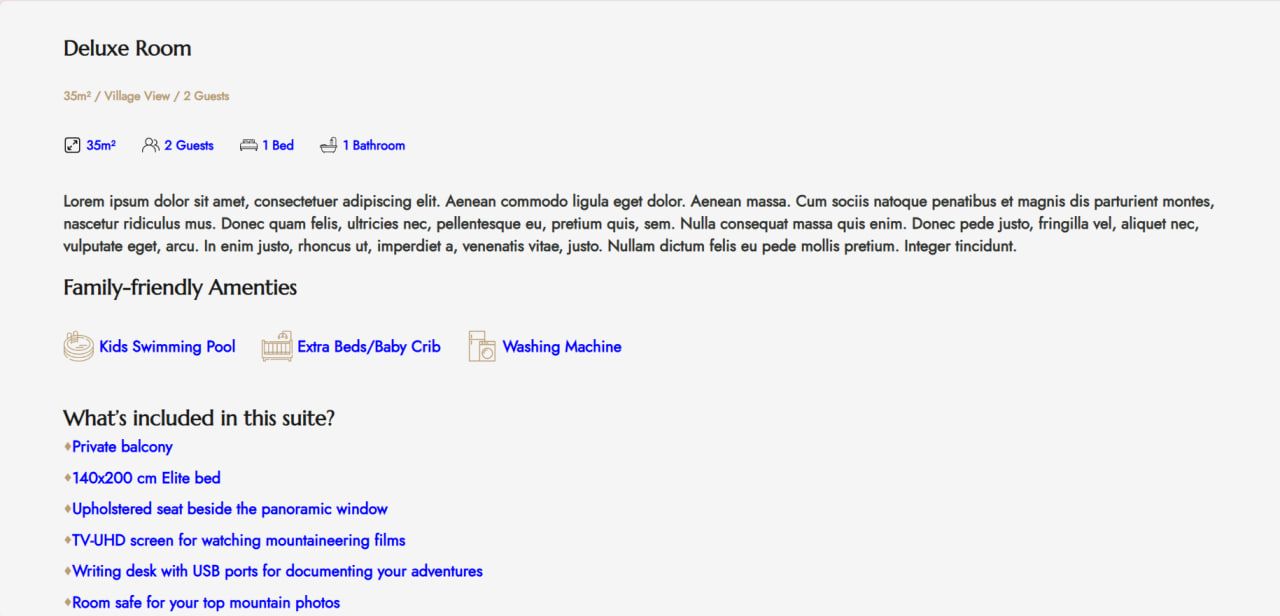 Deluxe Room
35m² / Village View / 2 Guests
35m² 2 Guests 1 Bed 1 Bathroom
Lorem ipsum dolor sit amet, consectetuer adipiscing elit. Aenean commodo ligula eget dolor. Aenean massa. Cum sociis natoque penatibus et magnis dis parturient montes,
nascetur ridiculus mus. Donec quam felis, ultricies nec, pellentesque eu, pretium quis, sem. Nulla consequat massa quis enim. Donec pede justo, fringilla vel, aliquet nec,
vulputate eget, arcu. In enim justo, rhoncus ut, imperdiet a, venenatis vitae, justo. Nullam dictum felis eu pede mollis pretium. Integer tincidunt.
Family-friendly Amenties
Kids Swimming Pool Extra Beds/Baby Crib Washing Machine
What's included in this suite?
♦Private balcony
♦140x200 cm Elite bed
♦Upholstered seat beside the panoramic window
♦TV-UHD screen for watching mountaineering films
♦Writing desk with USB ports for documenting your adventures
♦Room safe for your top mountain photos